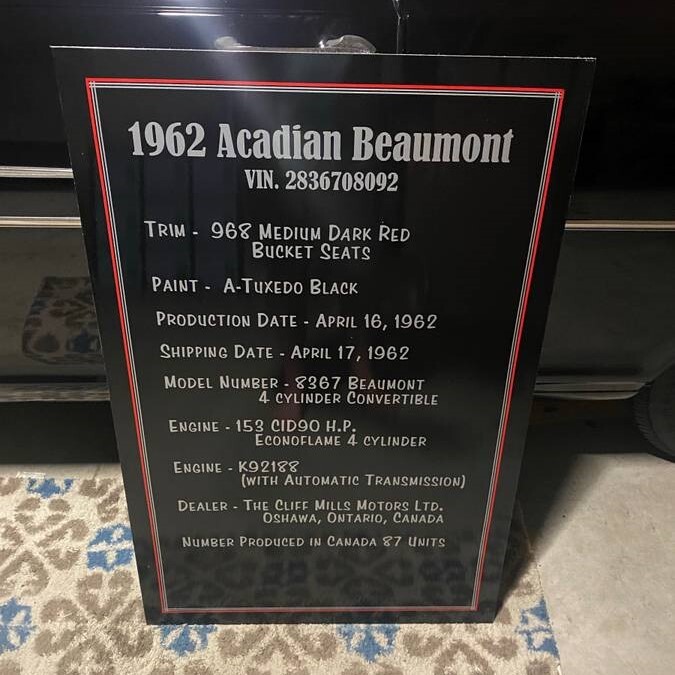 1962 Acadian Beaumont
VIN. 2836708092
TRIM - 968 MEDIUM DARK RED
BUCKET SEATS
PAINT - A-TUXEDO BLACK
PRODUCTION DATE - APRIL 16, 1962
SHIPPING DATE - APRIL 17, 1962
MODEL NUMBER - 8367 BEAUMONT
4 CYLINDER CONVERTIBLE
ENGINE - 153 CID90 H.P.
ECONOFLAME 4 CYLINDER
ENGINE - K92188
(WITH AUTOMATIC TRANSMISSION)
DEALER - THE CLIFF MILLS MOTORS LTD.
OSHAWA, ONTARIO, CANADA
NUMBER PRODUCED IN CANADA 87 UNITS